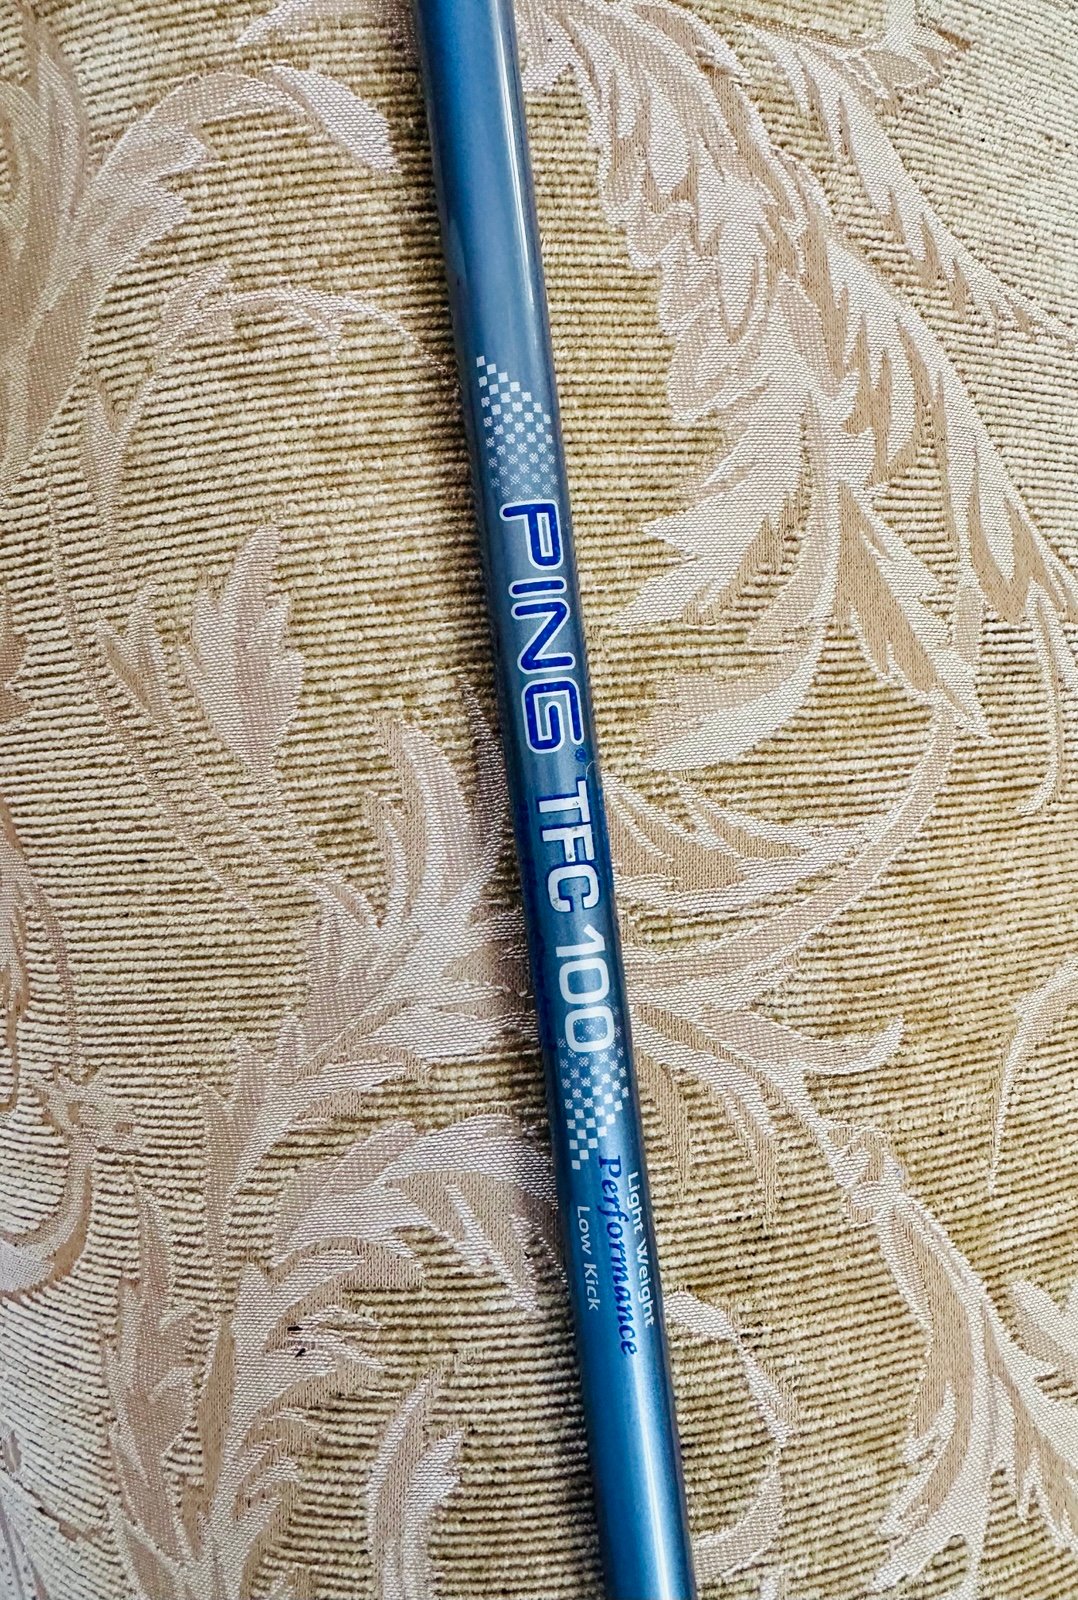 PING® TFC 100
Light Weight
Performance
Low Kick